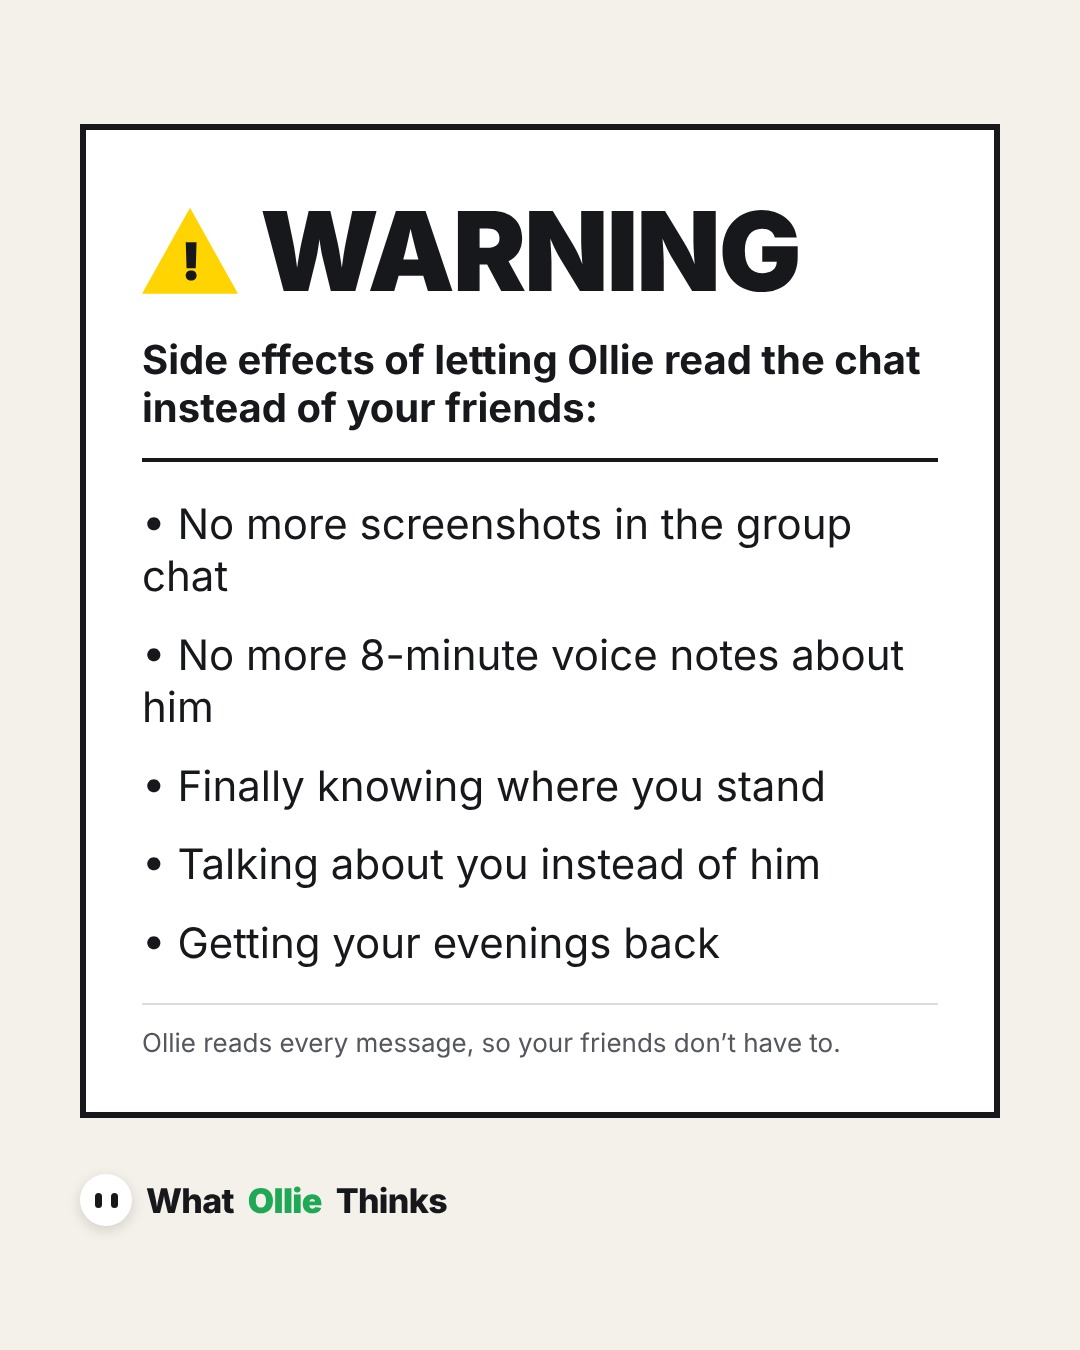 ! WARNING
Side effects of letting Ollie read the chat
instead of your friends:
• No more screenshots in the group
chat
• No more 8-minute voice notes about
him
• Finally knowing where you stand
• Talking about you instead of him
• Getting your evenings back
Ollie reads every message, so your friends don’t have to.
What Ollie Thinks